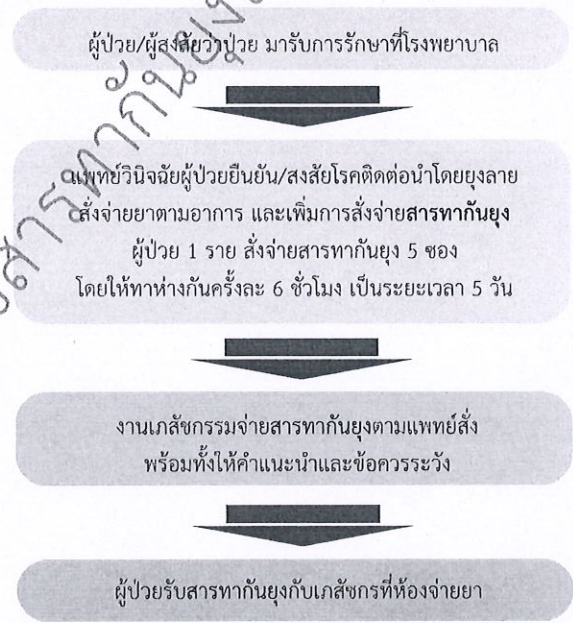 ผู้ป่วย/ผู้สงสัยว่าป่วย มารับการรักษาที่โรงพยาบาล
แพทย์วินิจฉัยผู้ป่วยยืนยัน/สงสัยโรคติดต่อนำโดยยุงลาย
สั่งจ่ายยาตามอาการ และเพิ่มการสั่งจ่ายสารทากันยุง
ผู้ป่วย 1 ราย สั่งจ่ายสารทากันยุง 5 ซอง
โดยให้ทาห่างกันครั้งละ 6 ชั่วโมง เป็นระยะเวลา 5 วัน
งานเภสัชกรรมจ่ายสารทากันยุงตามแพทย์สั่ง
พร้อมทั้งให้คำแนะนำและข้อควรระวัง
ผู้ป่วยรับสารทากันยุงกับเภสัชกรที่ห้องจ่ายยา
สารทากันยุง